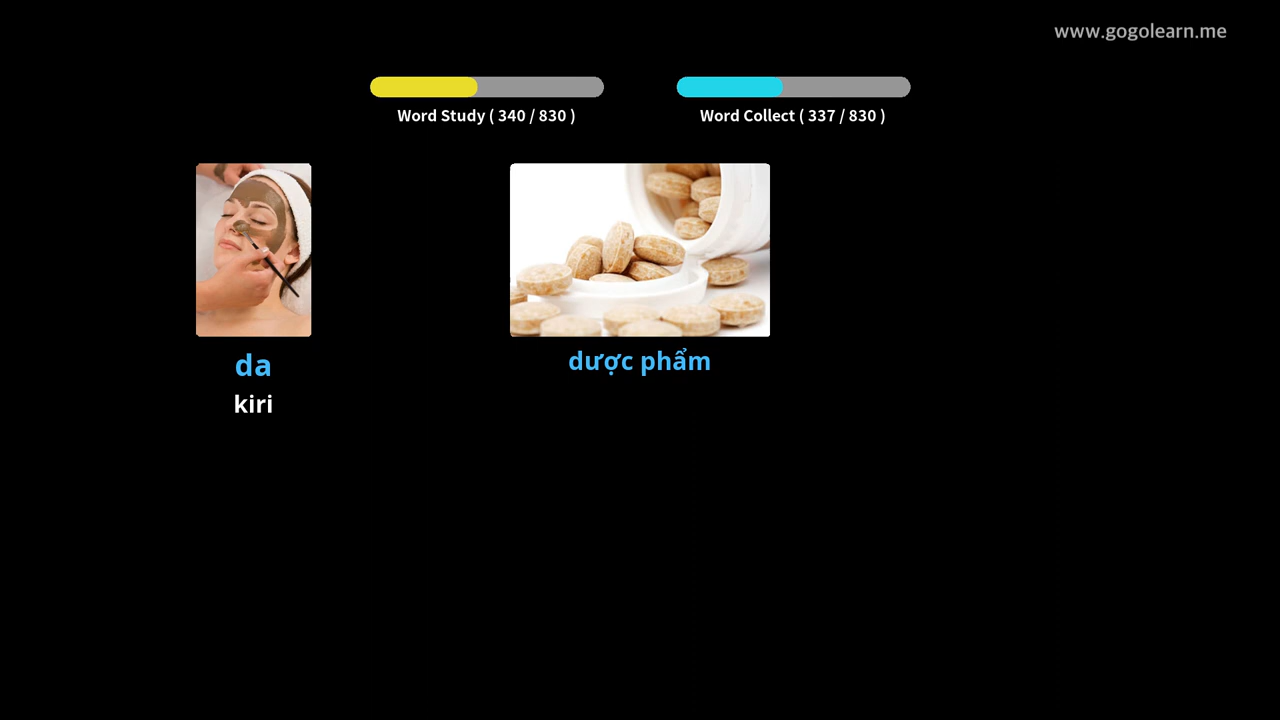 www.gogolearn.me
Word Study ( 340 / 830 )
Word Collect ( 337 / 830 )
da
kiri
dược phẩm